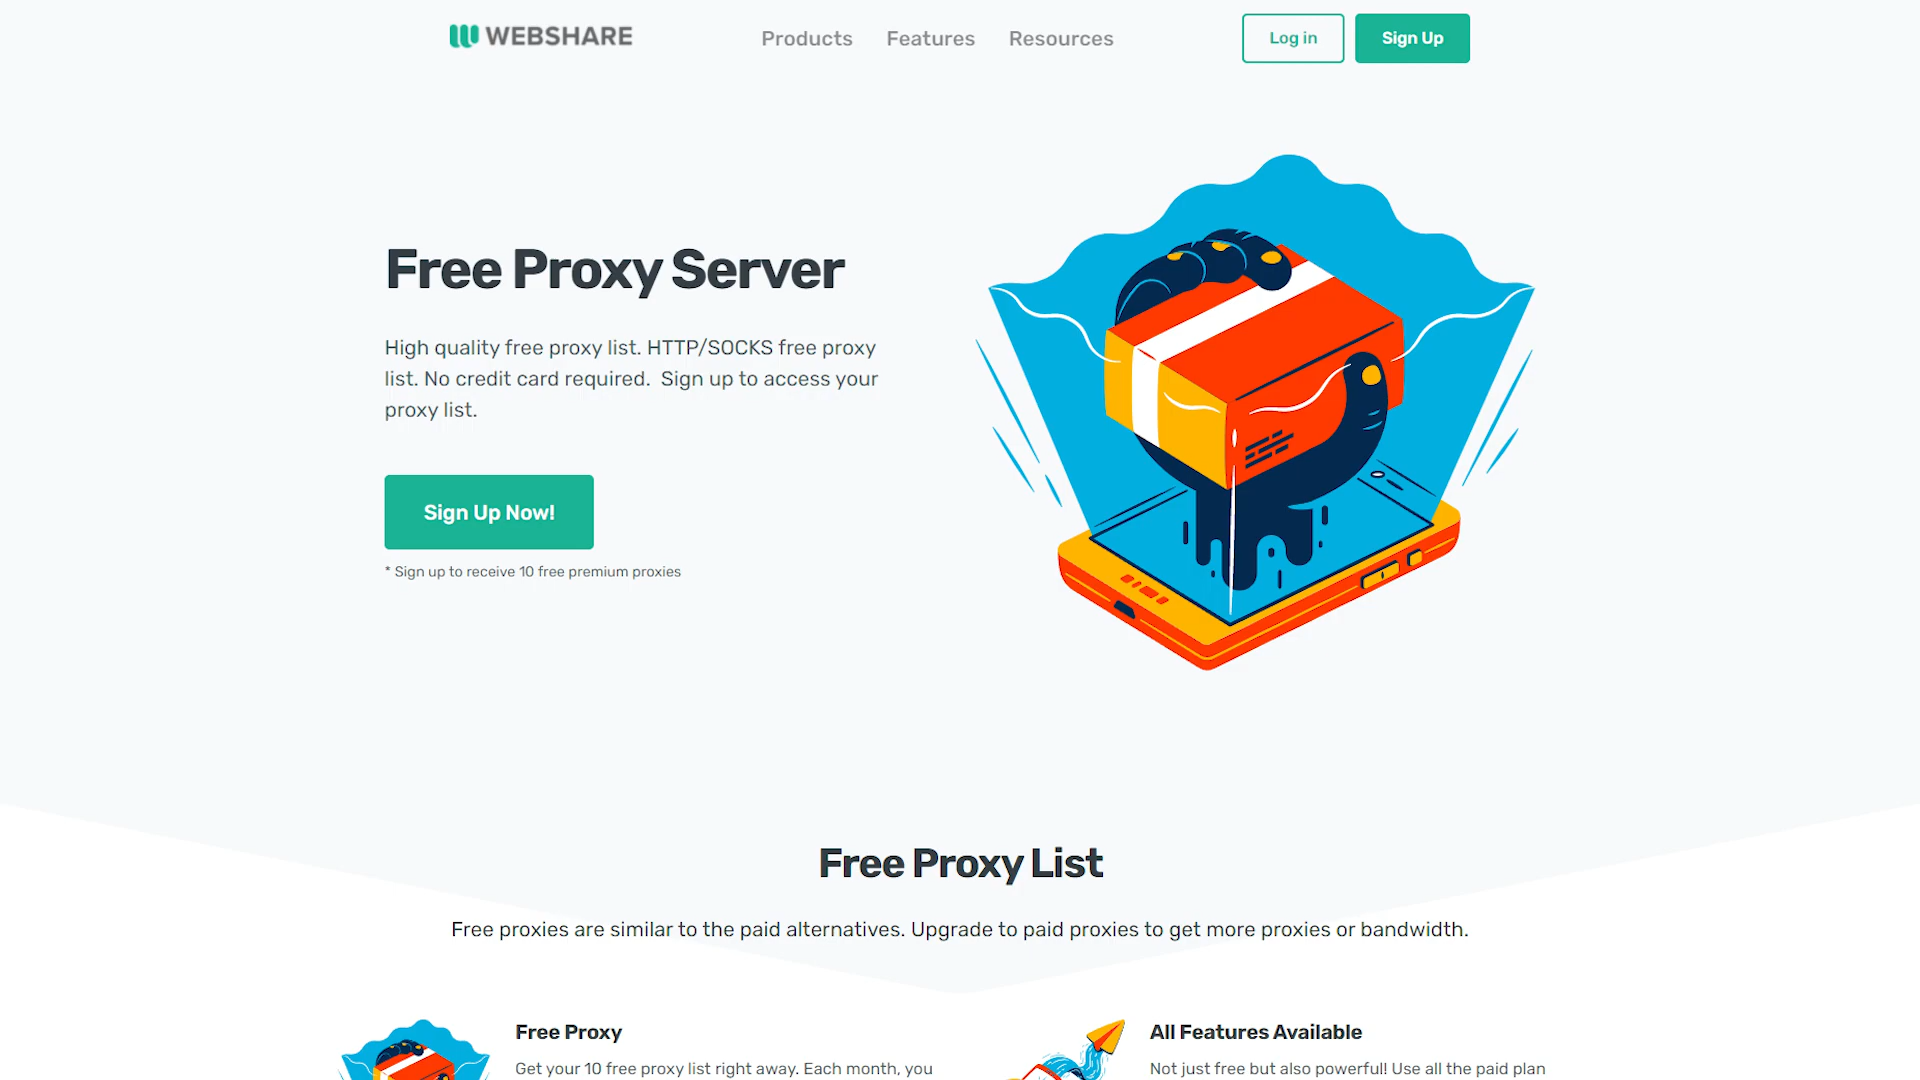 WEBSHARE
Products
Features
Resources
Log in
Sign Up
Free Proxy Server
High quality free proxy list. HTTP/SOCKS free proxy
list. No credit card required.  Sign up to access your
proxy list.
Sign Up Now!
* Sign up to receive 10 free premium proxies
Free Proxy List
Free proxies are similar to the paid alternatives. Upgrade to paid proxies to get more proxies or bandwidth.
Free Proxy
Get your 10 free proxy list right away. Each month, you
All Features Available
Not just free but also powerful! Use all the paid plan